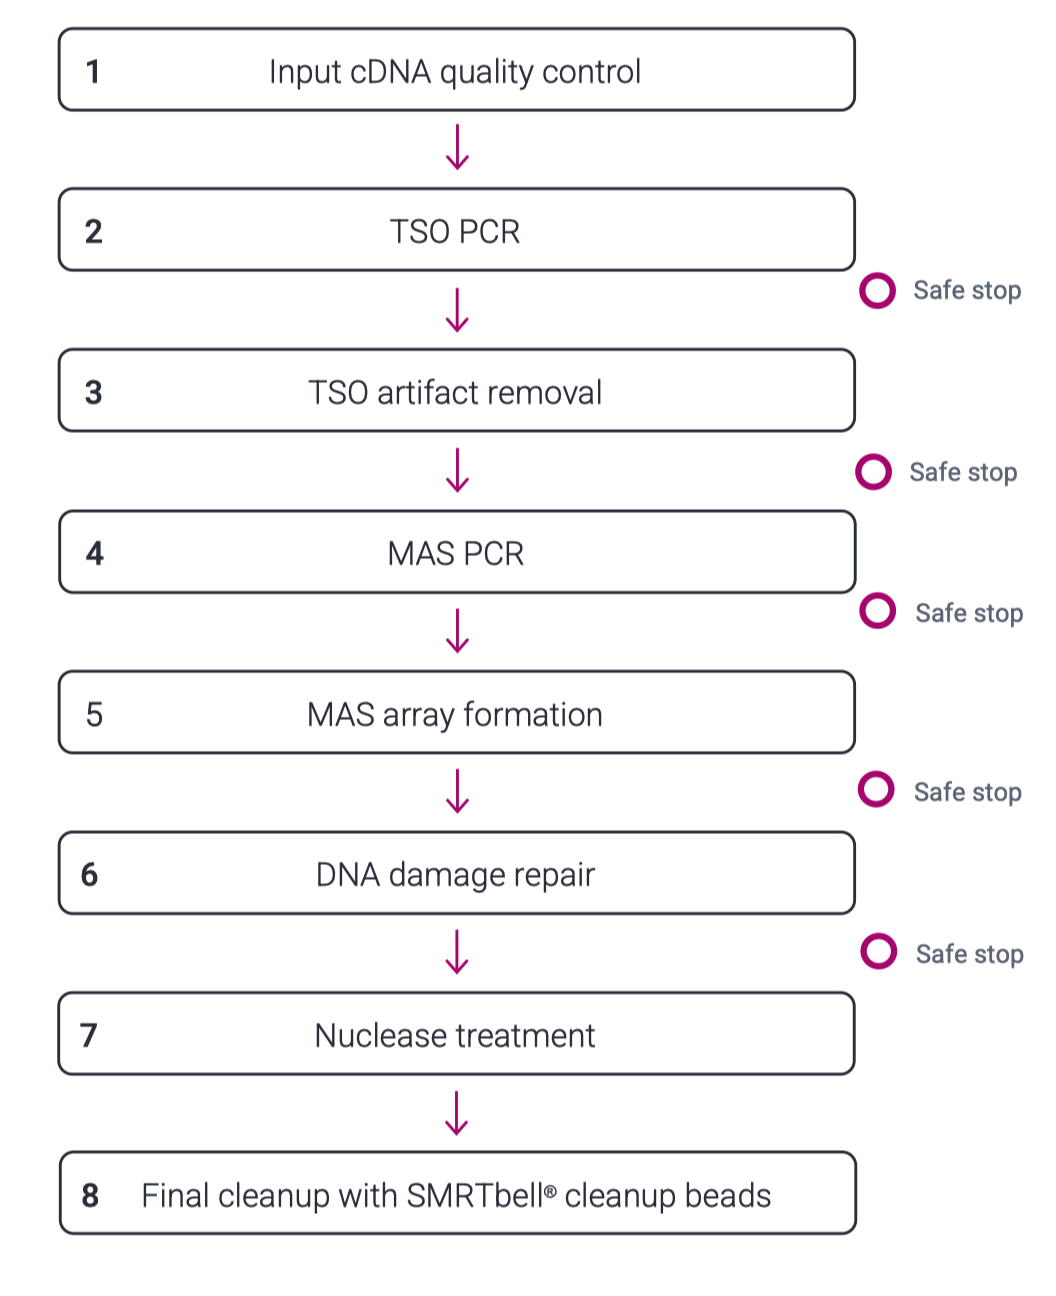 1 Input cDNA quality control
2 TSO PCR
Safe stop
3 TSO artifact removal
Safe stop
4 MAS PCR
Safe stop
5 MAS array formation
Safe stop
6 DNA damage repair
Safe stop
7 Nuclease treatment
8 Final cleanup with SMRTbell® cleanup beads